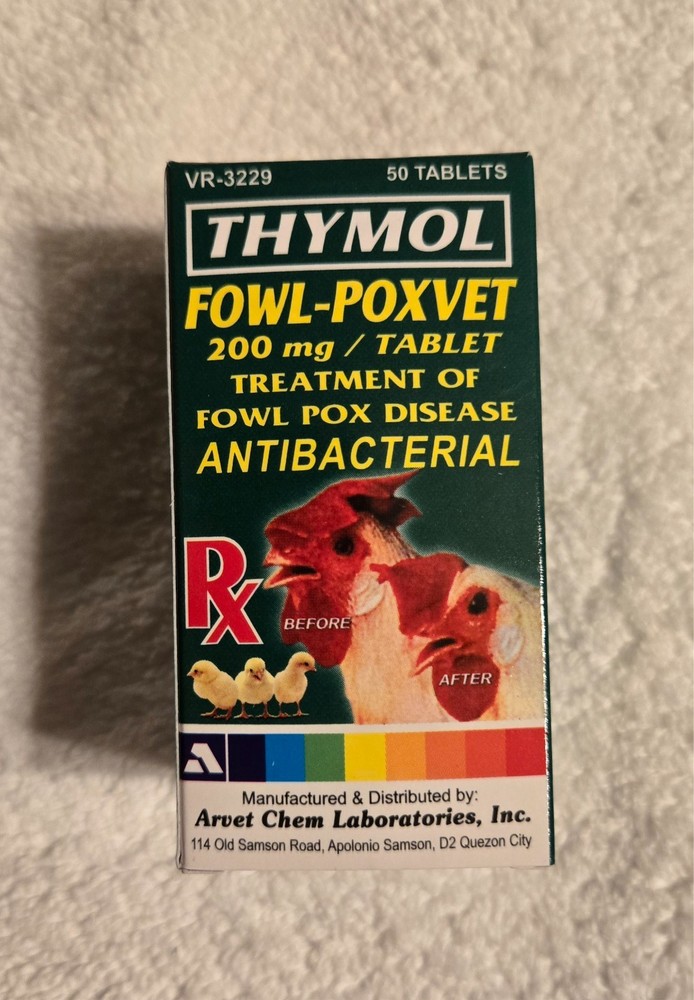 VR-3229 50 TABLETS
THYMOL
FOWL-POXVET
200 mg / TABLET
TREATMENT OF
FOWL POX DISEASE
ANTIBACTERIAL
Rx
BEFORE
AFTER
Manufactured & Distributed by:
Arvet Chem Laboratories, Inc.
114 Old Samson Road, Apolonio Samson, D2 Quezon City